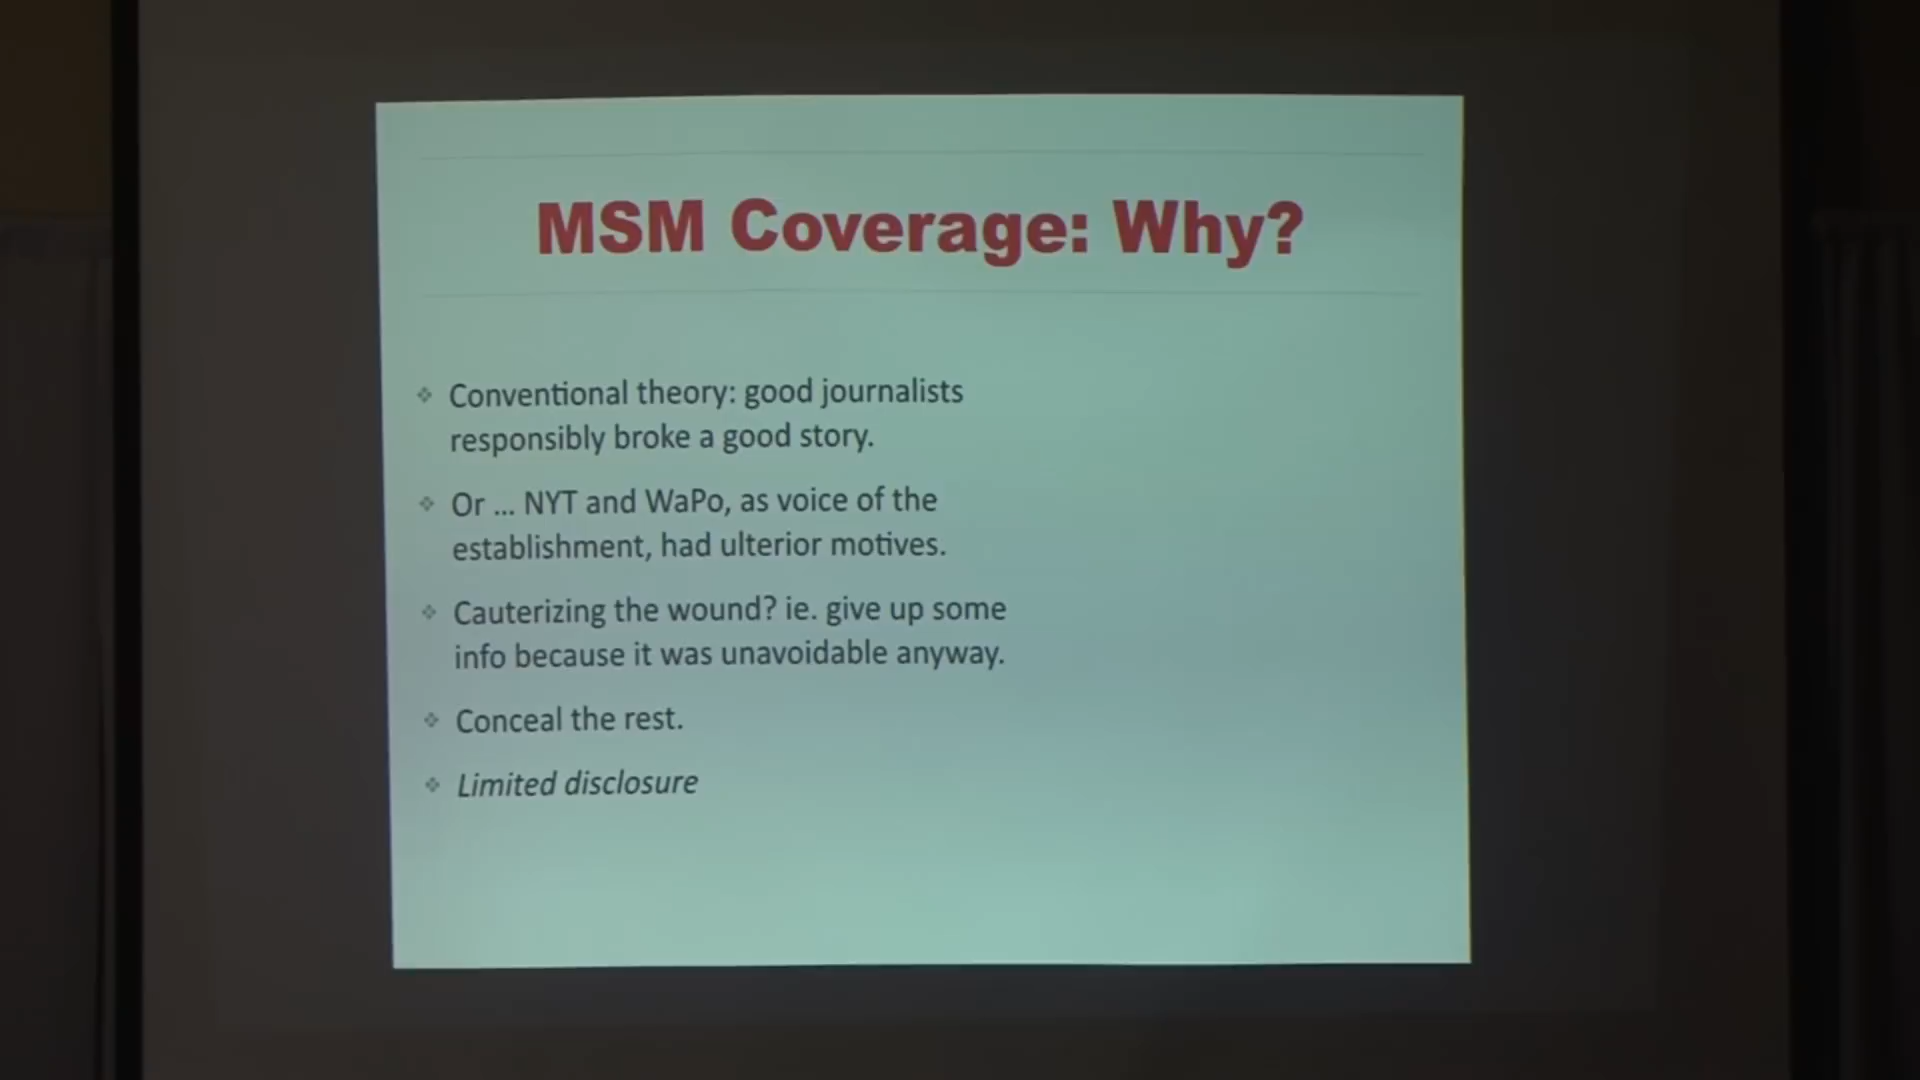 MSM Coverage: Why?
Conventional theory: good journalists
responsibly broke a good story.
Or ... NYT and WaPo, as voice of the
establishment, had ulterior motives.
Cauterizing the wound? ie. give up some
info because it was unavoidable anyway.
Conceal the rest.
Limited disclosure